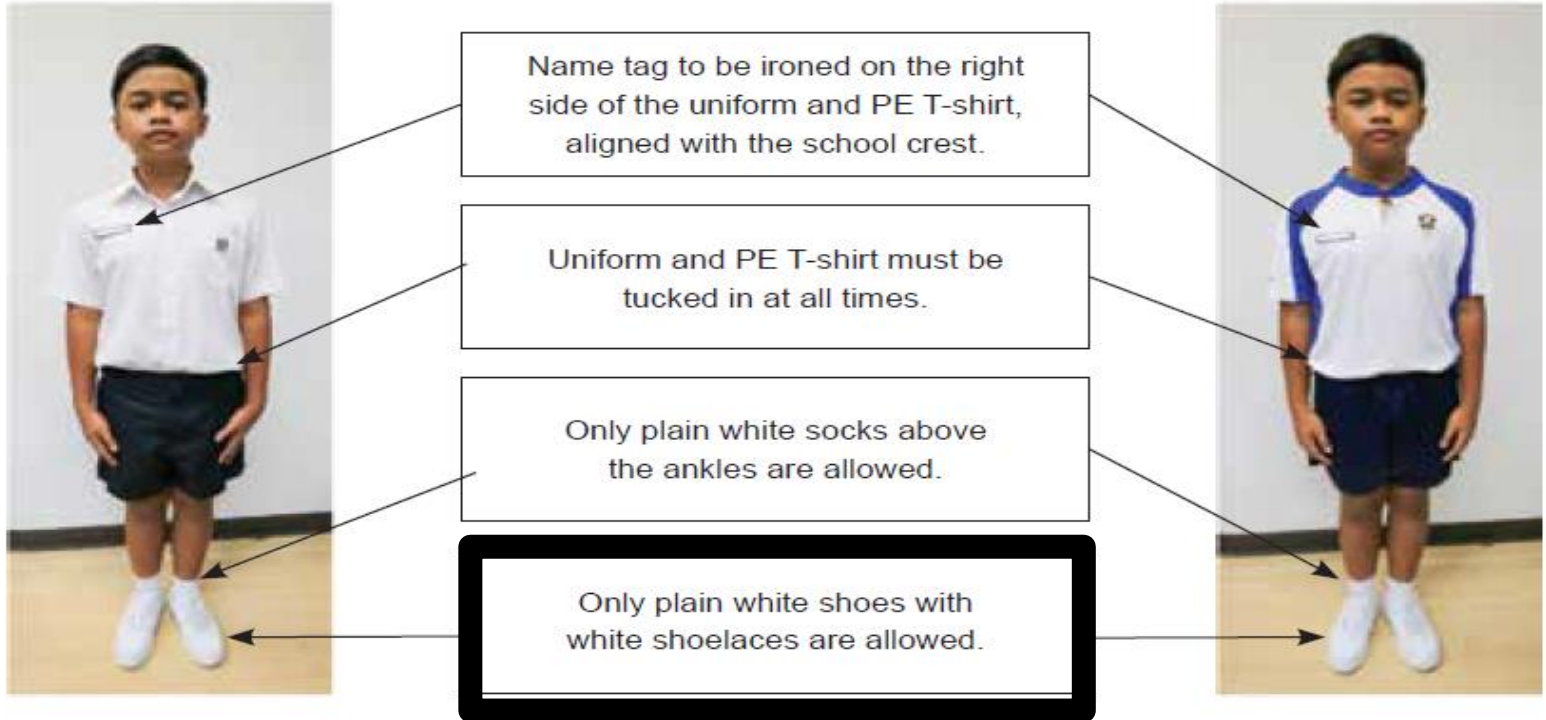 Name tag to be ironed on the right
side of the uniform and PE T-shirt,
aligned with the school crest.
Uniform and PE T-shirt must be
tucked in at all times.
Only plain white socks above
the ankles are allowed.
Only plain white shoes with
white shoelaces are allowed.